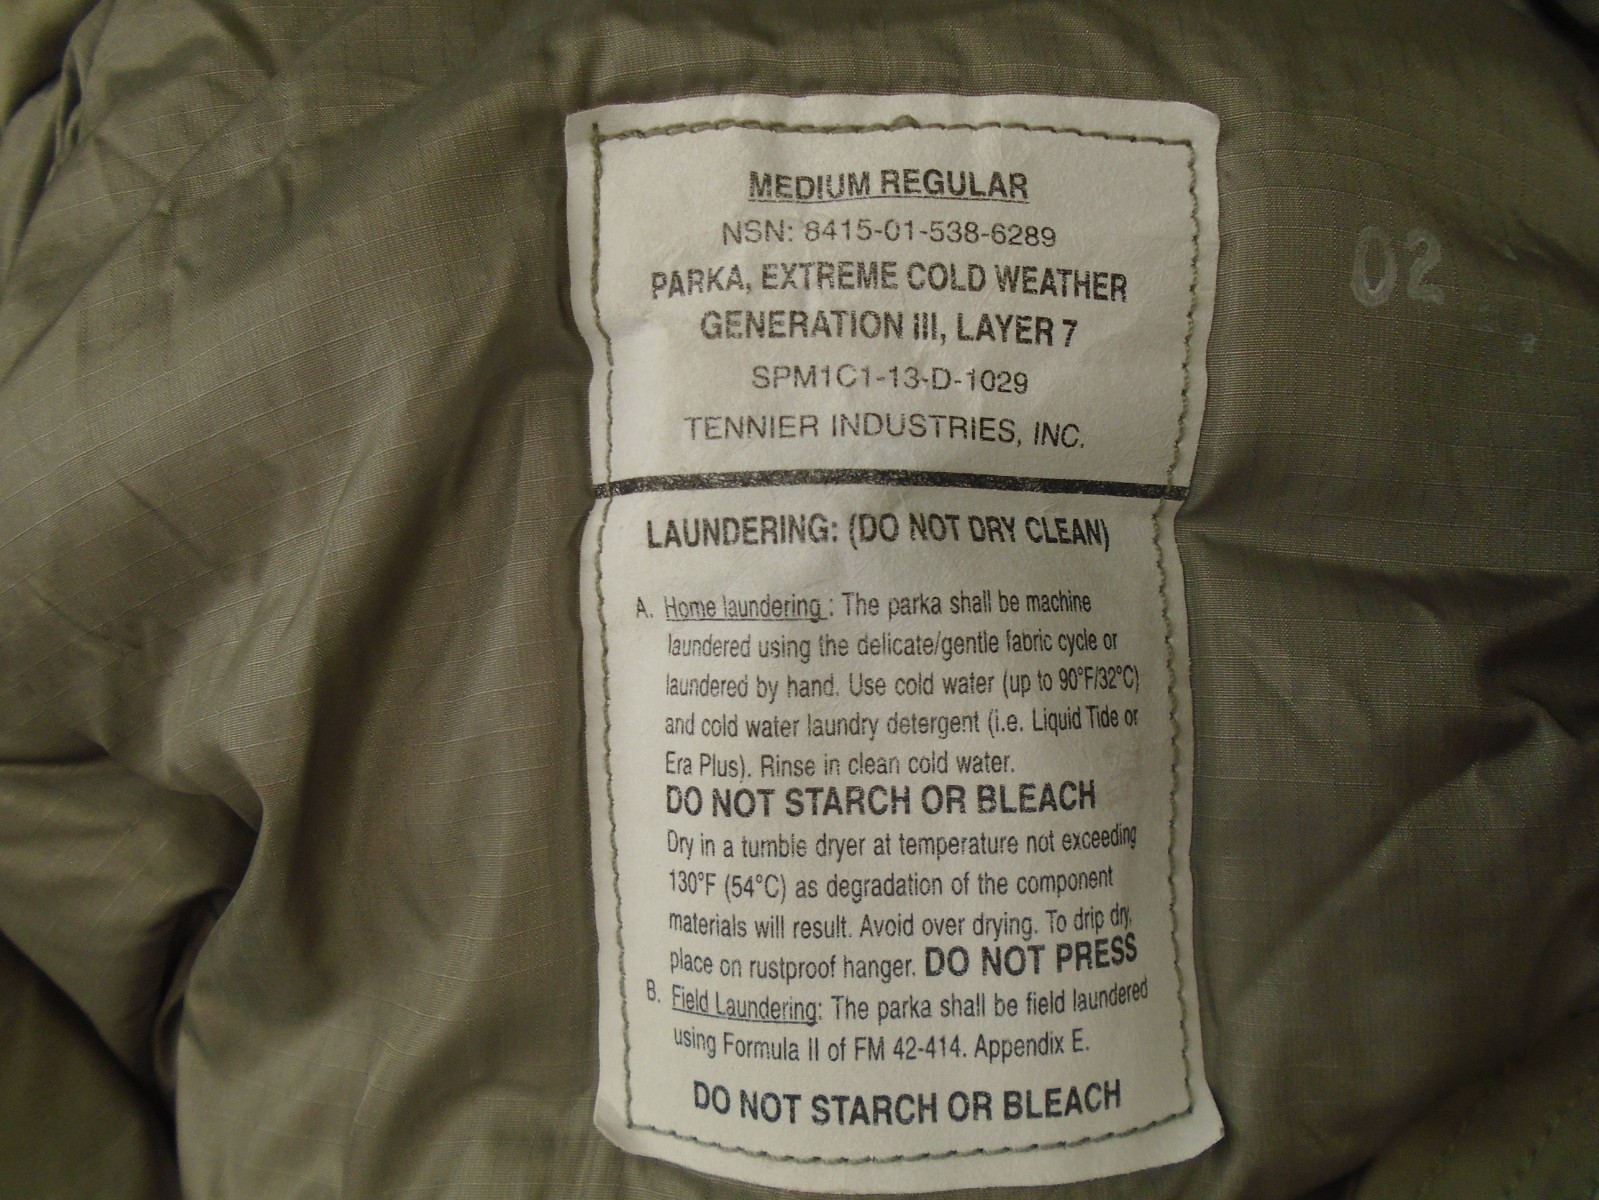 MEDIUM REGULAR
NSN: 8415-01-538-6289
PARKA, EXTREME COLD WEATHER
GENERATION III, LAYER 7
SPM1C1-13-D-1029
TENNIER INDUSTRIES, INC.
LAUNDERING: (DO NOT DRY CLEAN)
A. Home laundering : The parka shall be machine
laundered using the delicate/gentle fabric cycle or
laundered by hand. Use cold water (up to 90°F/32°C)
and cold water laundry detergent (i.e. Liquid Tide or
Era Plus). Rinse in clean cold water.
DO NOT STARCH OR BLEACH
Dry in a tumble dryer at temperature not exceeding
130°F (54°C) as degradation of the component
materials will result. Avoid over drying. To drip dry,
place on rustproof hanger. DO NOT PRESS
B. Field Laundering: The parka shall be field laundered
using Formula II of FM 42-414. Appendix E.
DO NOT STARCH OR BLEACH
02